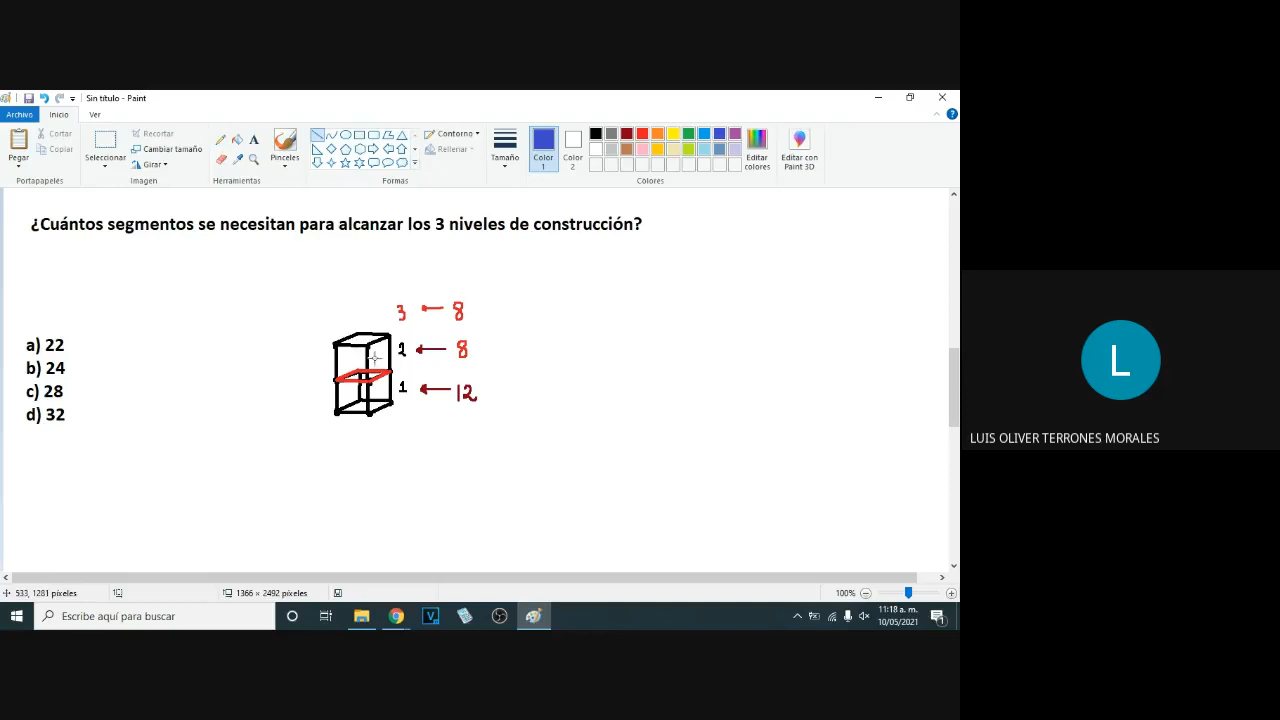 Sin título - Paint
Archivo Inicio Ver
Pegar
Cortar
Copiar
Portapapeles
Seleccionar
Recortar
Cambiar tamaño
Girar
Imagen
A
Herramientas
Pinceles
Contorno
Rellenar
Formas
Tamaño
Color 1
Color 2
Editar colores
Colores
Editar con Paint 3D
¿Cuántos segmentos se necesitan para alcanzar los 3 niveles de construcción?
3 8
a) 22
b) 24
c) 28
d) 32
2 8
1 12
L
LUIS OLIVER TERRONES MORALES
533, 1281 píxeles
1366 × 2492 píxeles
100%
Escribe aquí para buscar
V
11:18 a. m.
10/05/2021
1